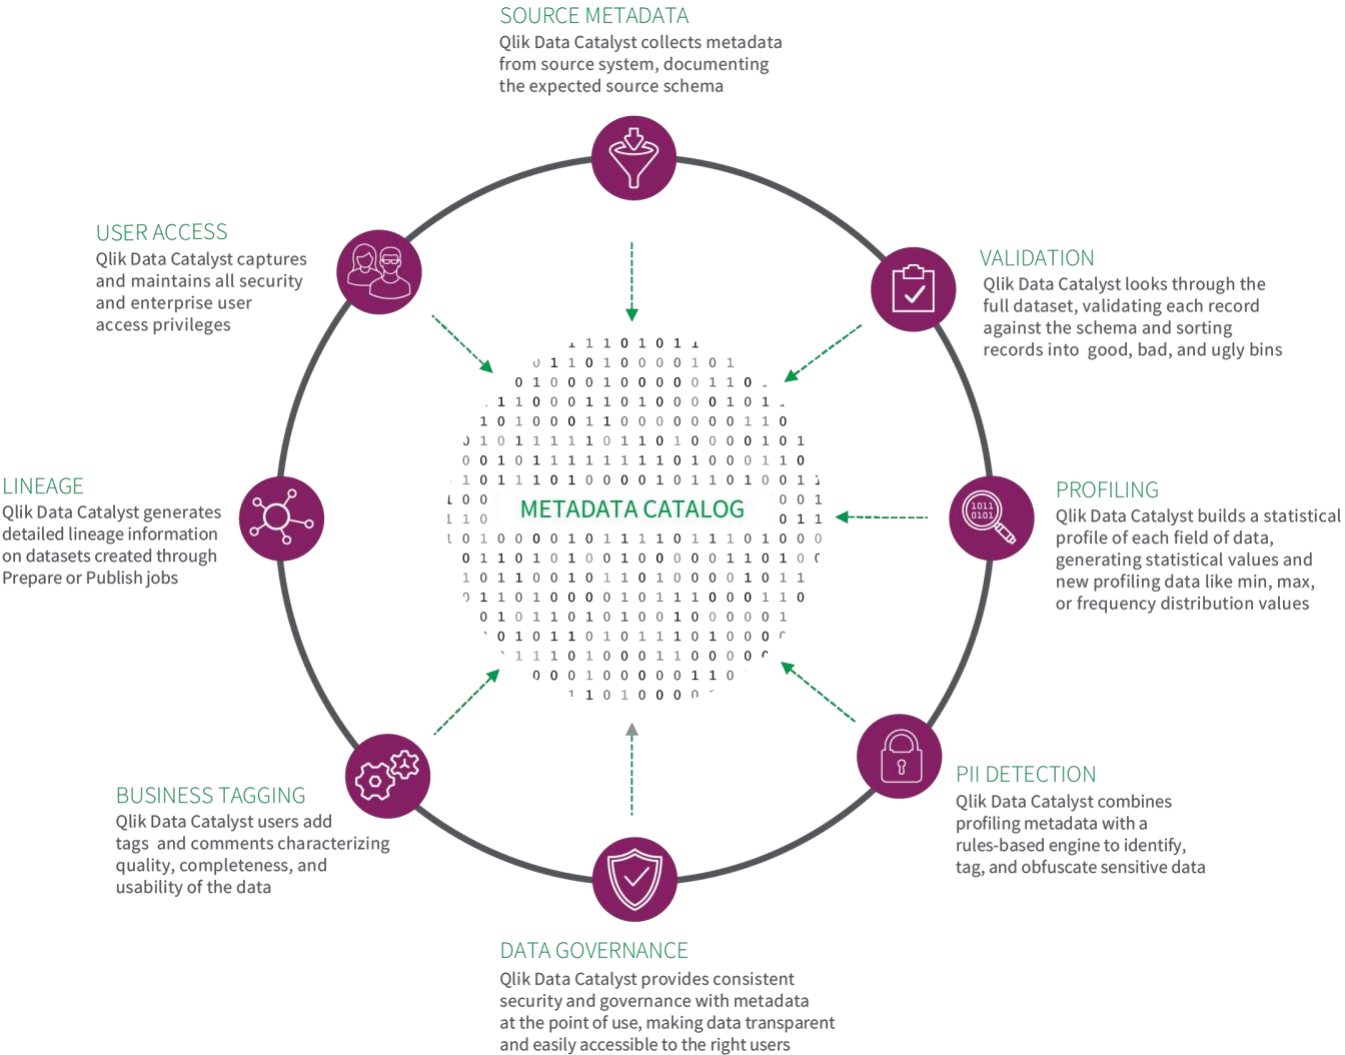 SOURCE METADATA
Qlik Data Catalyst collects metadata
from source system, documenting
the expected source schema
USER ACCESS
Qlik Data Catalyst captures
and maintains all security
and enterprise user
access privileges
VALIDATION
Qlik Data Catalyst looks through the
full dataset, validating each record
against the schema and sorting
records into good, bad, and ugly bins
LINEAGE
Qlik Data Catalyst generates
detailed lineage information
on datasets created through
Prepare or Publish jobs
METADATA CATALOG
1011
0101
PROFILING
Qlik Data Catalyst builds a statistical
profile of each field of data,
generating statistical values and
new profiling data like min, max,
or frequency distribution values
BUSINESS TAGGING
Qlik Data Catalyst users add
tags and comments characterizing
quality, completeness, and
usability of the data
PII DETECTION
Qlik Data Catalyst combines
profiling metadata with a
rules-based engine to identify,
tag, and obfuscate sensitive data
DATA GOVERNANCE
Qlik Data Catalyst provides consistent
security and governance with metadata
at the point of use, making data transparent
and easily accessible to the right users